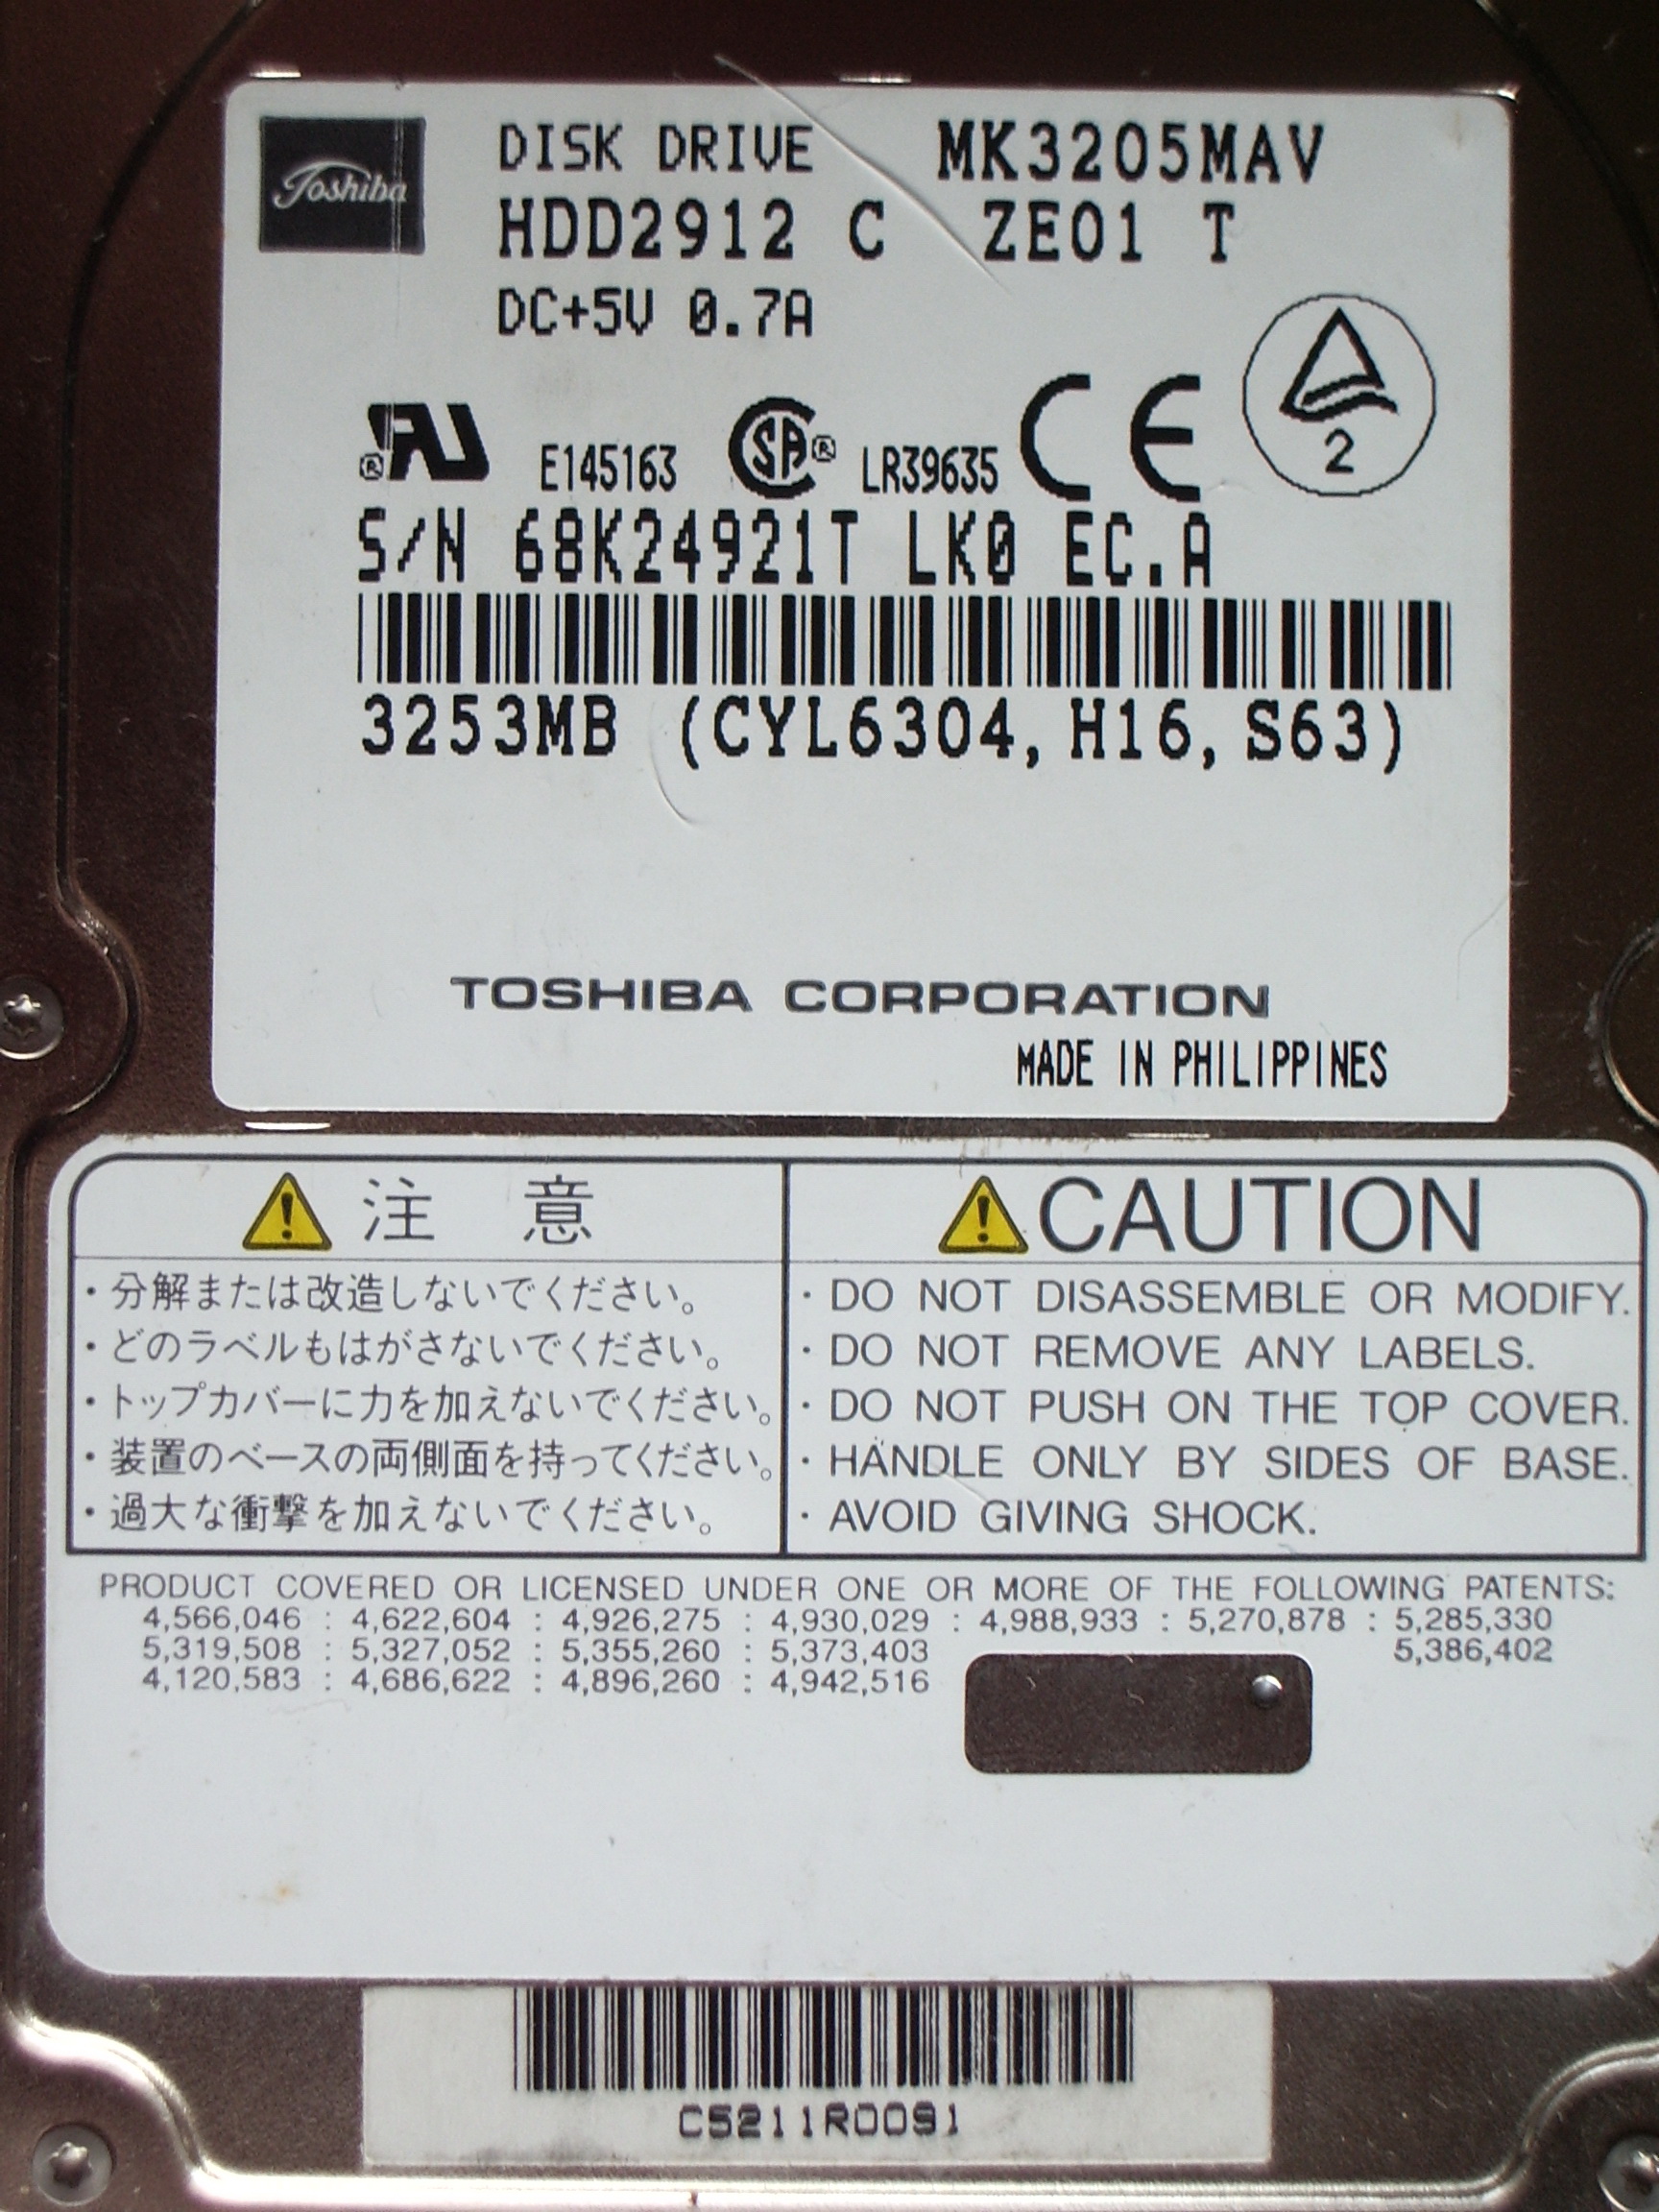 Toshiba
DISK DRIVE MK3205MAV
HDD2912 C ZE01 T
DC+5V 0.7A
2
E145163 SA LR39635 CE
S/N 68K24921T LK0 EC.A
3253MB (CYL6304, H16, S63)
TOSHIBA CORPORATION
MADE IN PHILIPPINES
注 意
・分解または改造しないでください。
・どのラベルもはがさないでください。
・トップカバーに力を加えないでください。
・装置のベースの両側面を持ってください。
・過大な衝撃を加えないでください。
CAUTION
· DO NOT DISASSEMBLE OR MODIFY.
· DO NOT REMOVE ANY LABELS.
· DO NOT PUSH ON THE TOP COVER.
· HANDLE ONLY BY SIDES OF BASE.
· AVOID GIVING SHOCK.
PRODUCT COVERED OR LICENSED UNDER ONE OR MORE OF THE FOLLOWING PATENTS:
4,566,046 : 4,622,604 : 4,926,275 : 4,930,029 : 4,988,933 : 5,270,878 : 5,285,330
5,319,508 : 5,327,052 : 5,355,260 : 5,373,403 5,386,402
4,120,583 : 4,686,622 : 4,896,260 : 4,942,516
C5211R0091